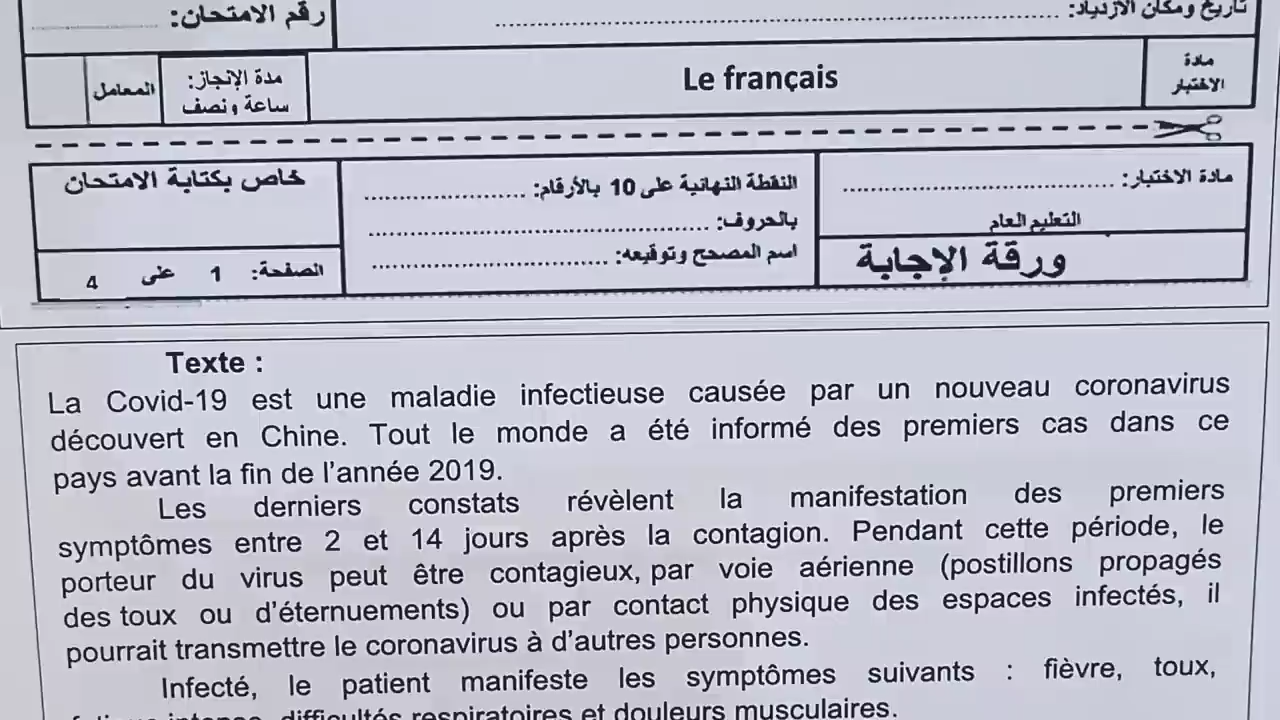 تاريخ ومكان الازدياد: ............ رقم الامتحان: ............
مادة الاختبار
Le français
مدة الإنجاز: ساعة ونصف
المعامل
مادة الاختبار: ............
التعليم العام
ورقة الإجابة
النقطة النهائية على 10 بالأرقام: ............
بالحروف: ............
اسم المصحح وتوقيعه: ............
خاص بكتابة الامتحان
الصفحة: 1 على 4
Texte :
La Covid-19 est une maladie infectieuse causée par un nouveau coronavirus
découvert en Chine. Tout le monde a été informé des premiers cas dans ce
pays avant la fin de l'année 2019.
Les derniers constats révèlent la manifestation des premiers
symptômes entre 2 et 14 jours après la contagion. Pendant cette période, le
porteur du virus peut être contagieux, par voie aérienne (postillons propagés
des toux ou d'éternuements) ou par contact physique des espaces infectés, il
pourrait transmettre le coronavirus à d'autres personnes.
Infecté, le patient manifeste les symptômes suivants : fièvre, toux,
fatigue intense, difficultés respiratoires et douleurs musculaires.